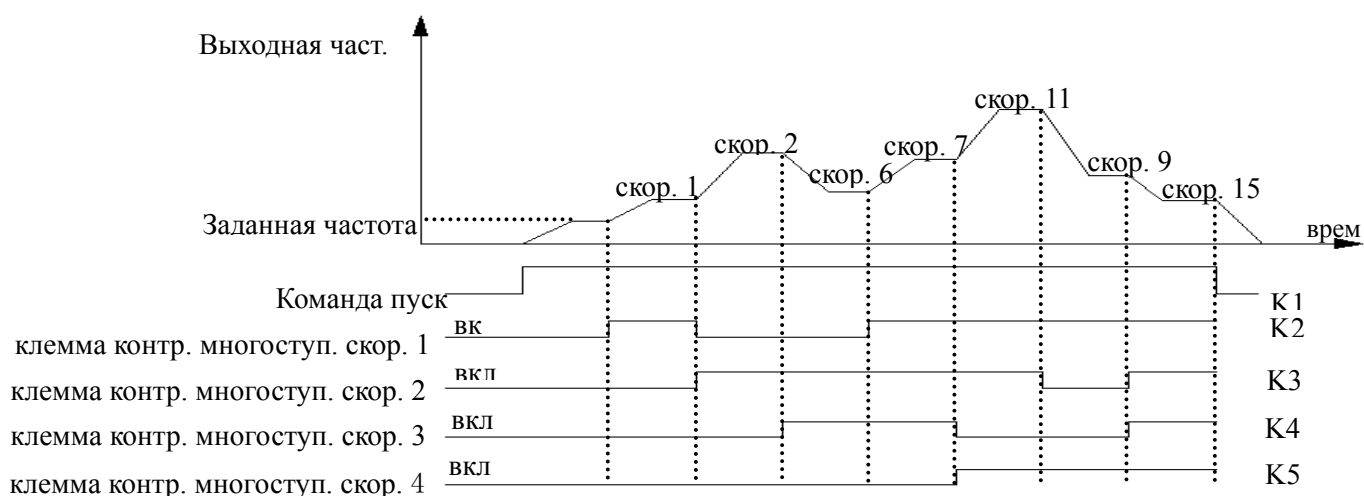 Выходная част.
скор. 11
скор. 2
скор. 7
скор. 9
скор. 6
скор. 1
скор. 15
Заданная частота
врем
Команда пуск
K1
клемма контр. многоступ. скор. 1
вк
K2
клемма контр. многоступ. скор. 2
вкл
K3
клемма контр. многоступ. скор. 3
вкл
K4
клемма контр. многоступ. скор. 4
вкл
K5